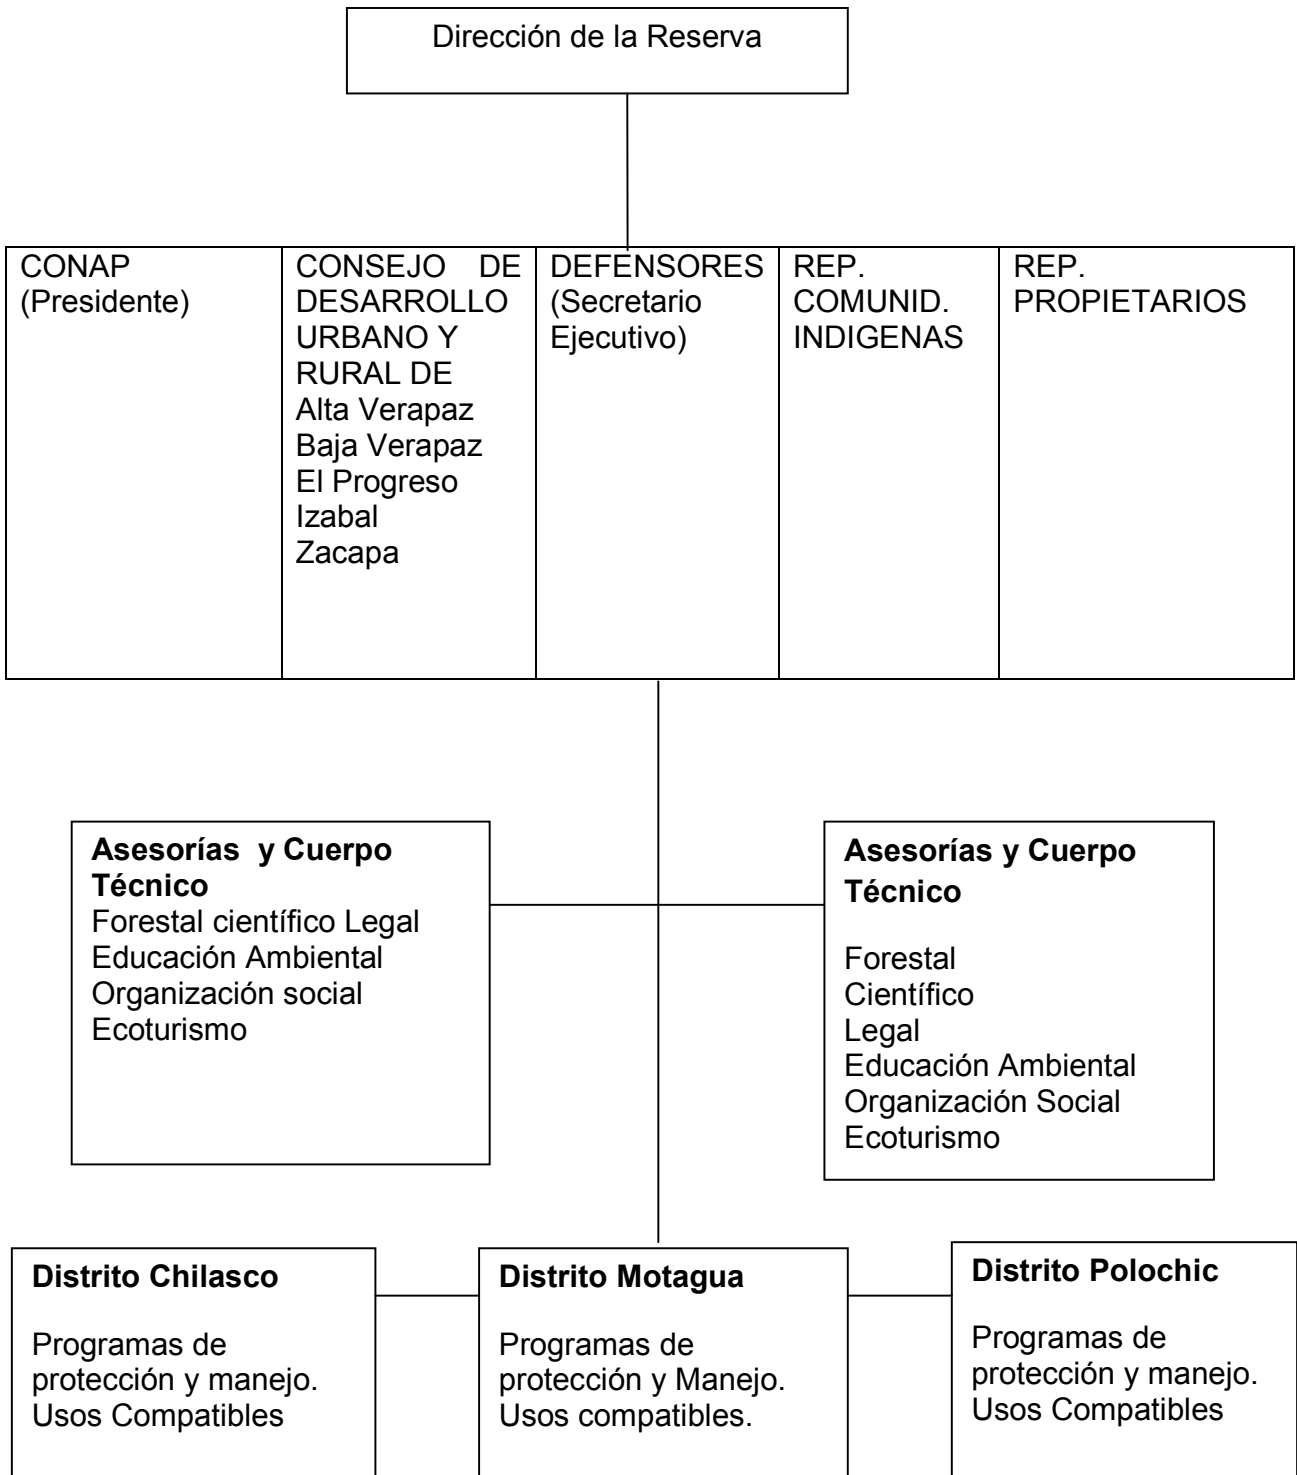 Dirección de la Reserva
CONAP
(Presidente)
CONSEJO DE
DESARROLLO
URBANO Y
RURAL DE
Alta Verapaz
Baja Verapaz
El Progreso
Izabal
Zacapa
DEFENSORES
(Secretario
Ejecutivo)
REP.
COMUNID.
INDIGENAS
REP.
PROPIETARIOS
Asesorías y Cuerpo
Técnico
Forestal científico Legal
Educación Ambiental
Organización social
Ecoturismo
Asesorías y Cuerpo
Técnico
Forestal
Científico
Legal
Educación Ambiental
Organización Social
Ecoturismo
Distrito Chilasco
Programas de
protección y manejo.
Usos Compatibles
Distrito Motagua
Programas de
protección y Manejo.
Usos compatibles.
Distrito Polochic
Programas de
protección y manejo.
Usos Compatibles